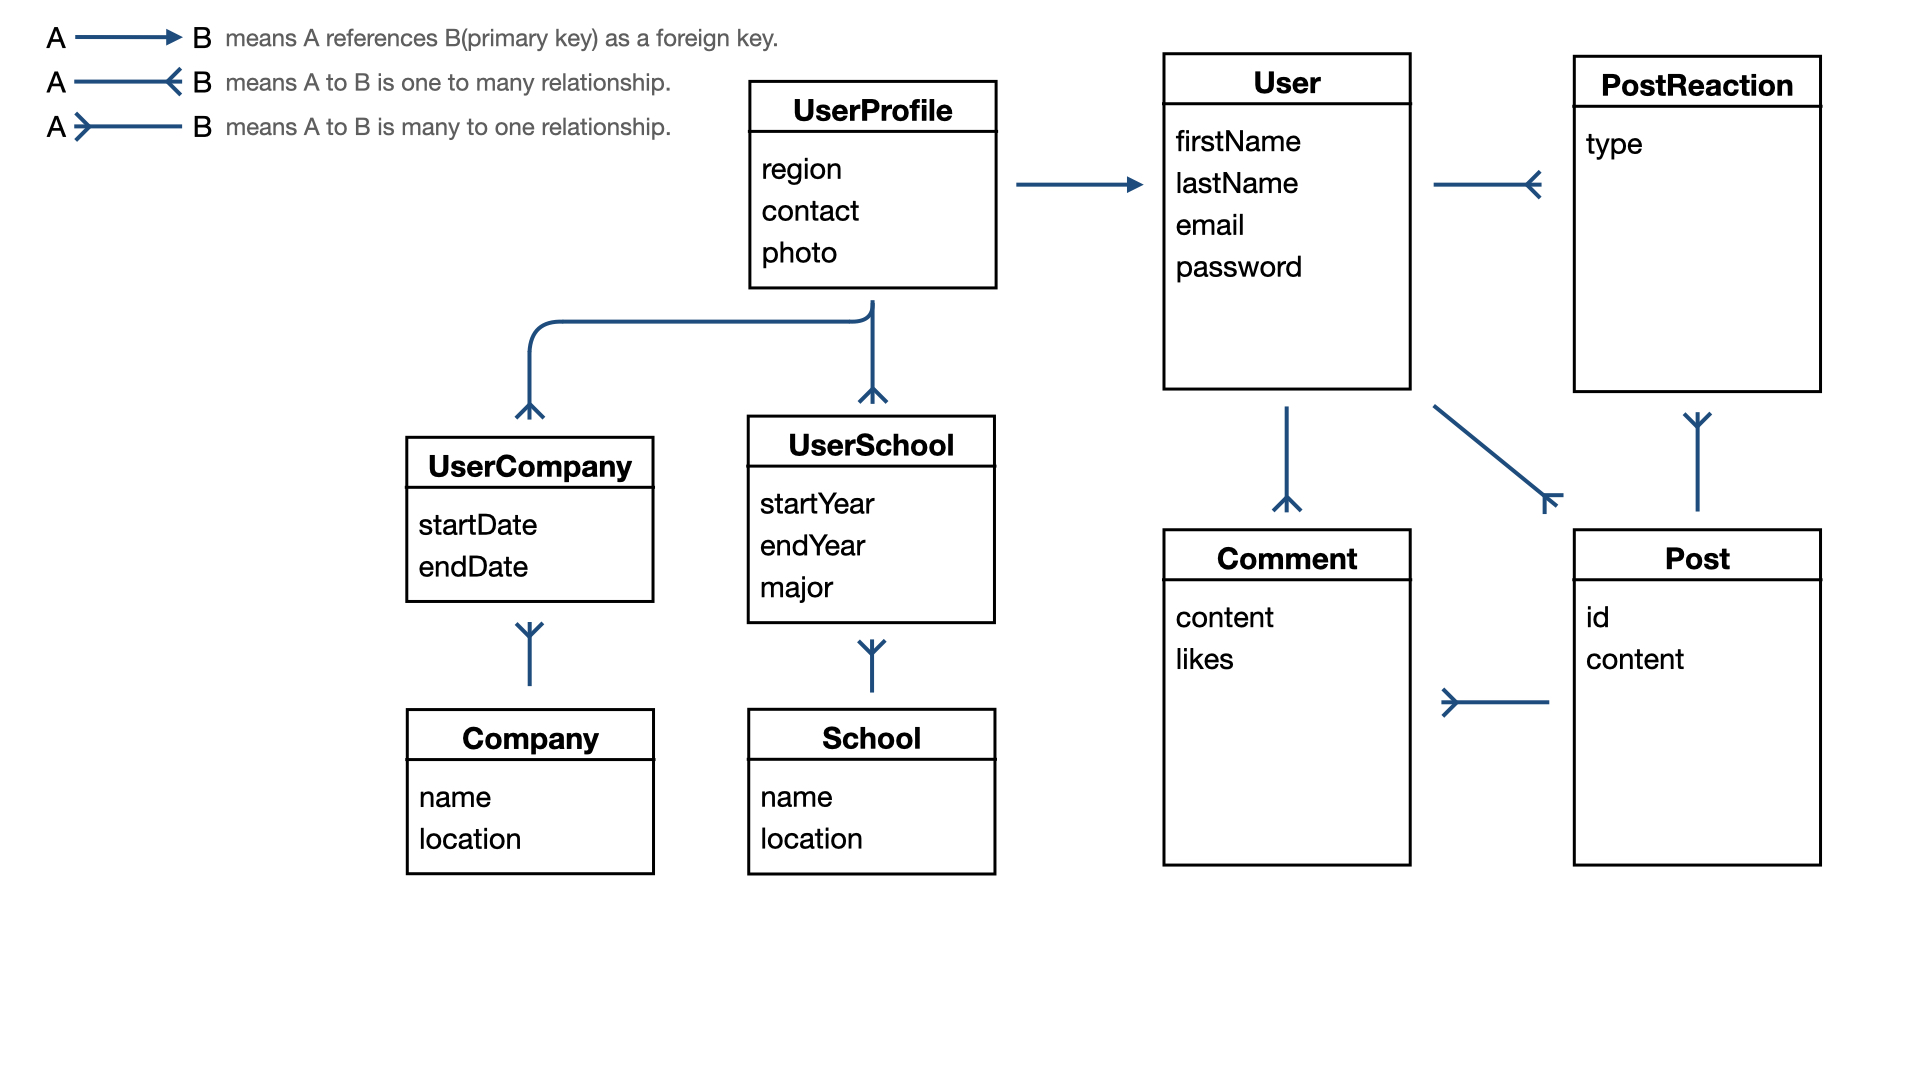 A B means A references B(primary key) as a foreign key.
A B means A to B is one to many relationship.
A B means A to B is many to one relationship.
UserProfile
region
contact
photo
User
firstName
lastName
email
password
PostReaction
type
UserCompany
startDate
endDate
UserSchool
startYear
endYear
major
Comment
content
likes
Post
id
content
Company
name
location
School
name
location